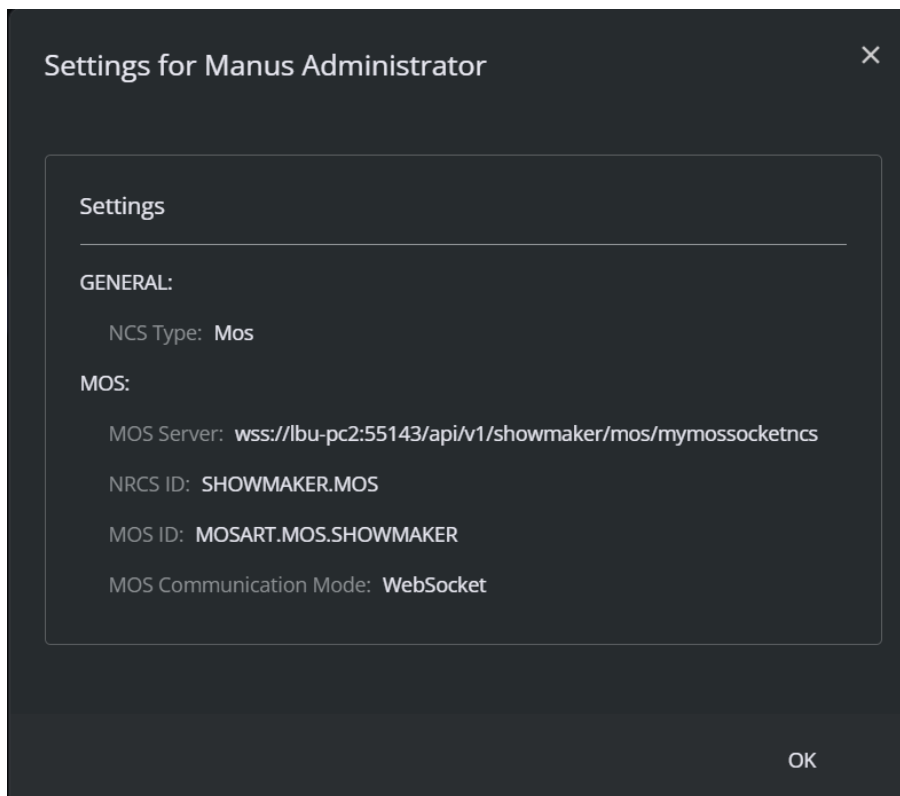 Settings for Manus Administrator
Settings
GENERAL:
NCS Type: Mos
MOS:
MOS Server: wss://lbu-pc2:55143/api/v1/showmaker/mos/mymossocketncs
NRCS ID: SHOWMAKER.MOS
MOS ID: MOSART.MOS.SHOWMAKER
MOS Communication Mode: WebSocket
OK